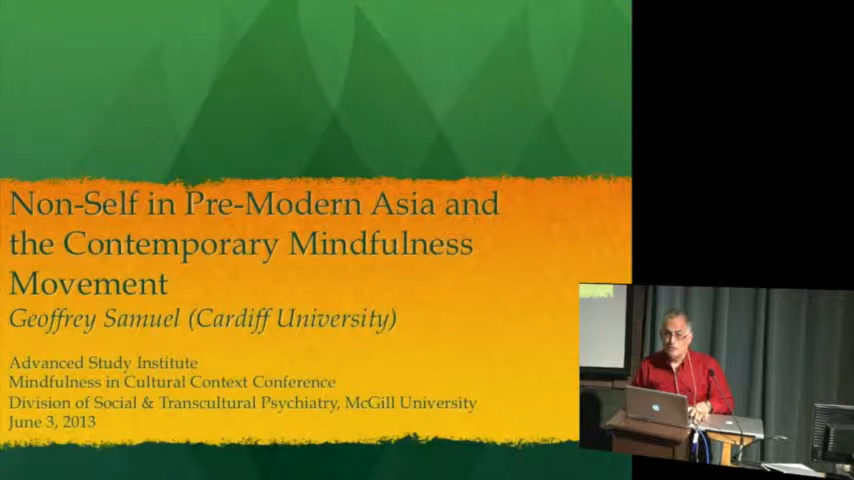 Non-Self in Pre-Modern Asia and
the Contemporary Mindfulness
Movement
Geoffrey Samuel (Cardiff University)
Advanced Study Institute
Mindfulness in Cultural Context Conference
Division of Social & Transcultural Psychiatry, McGill University
June 3, 2013